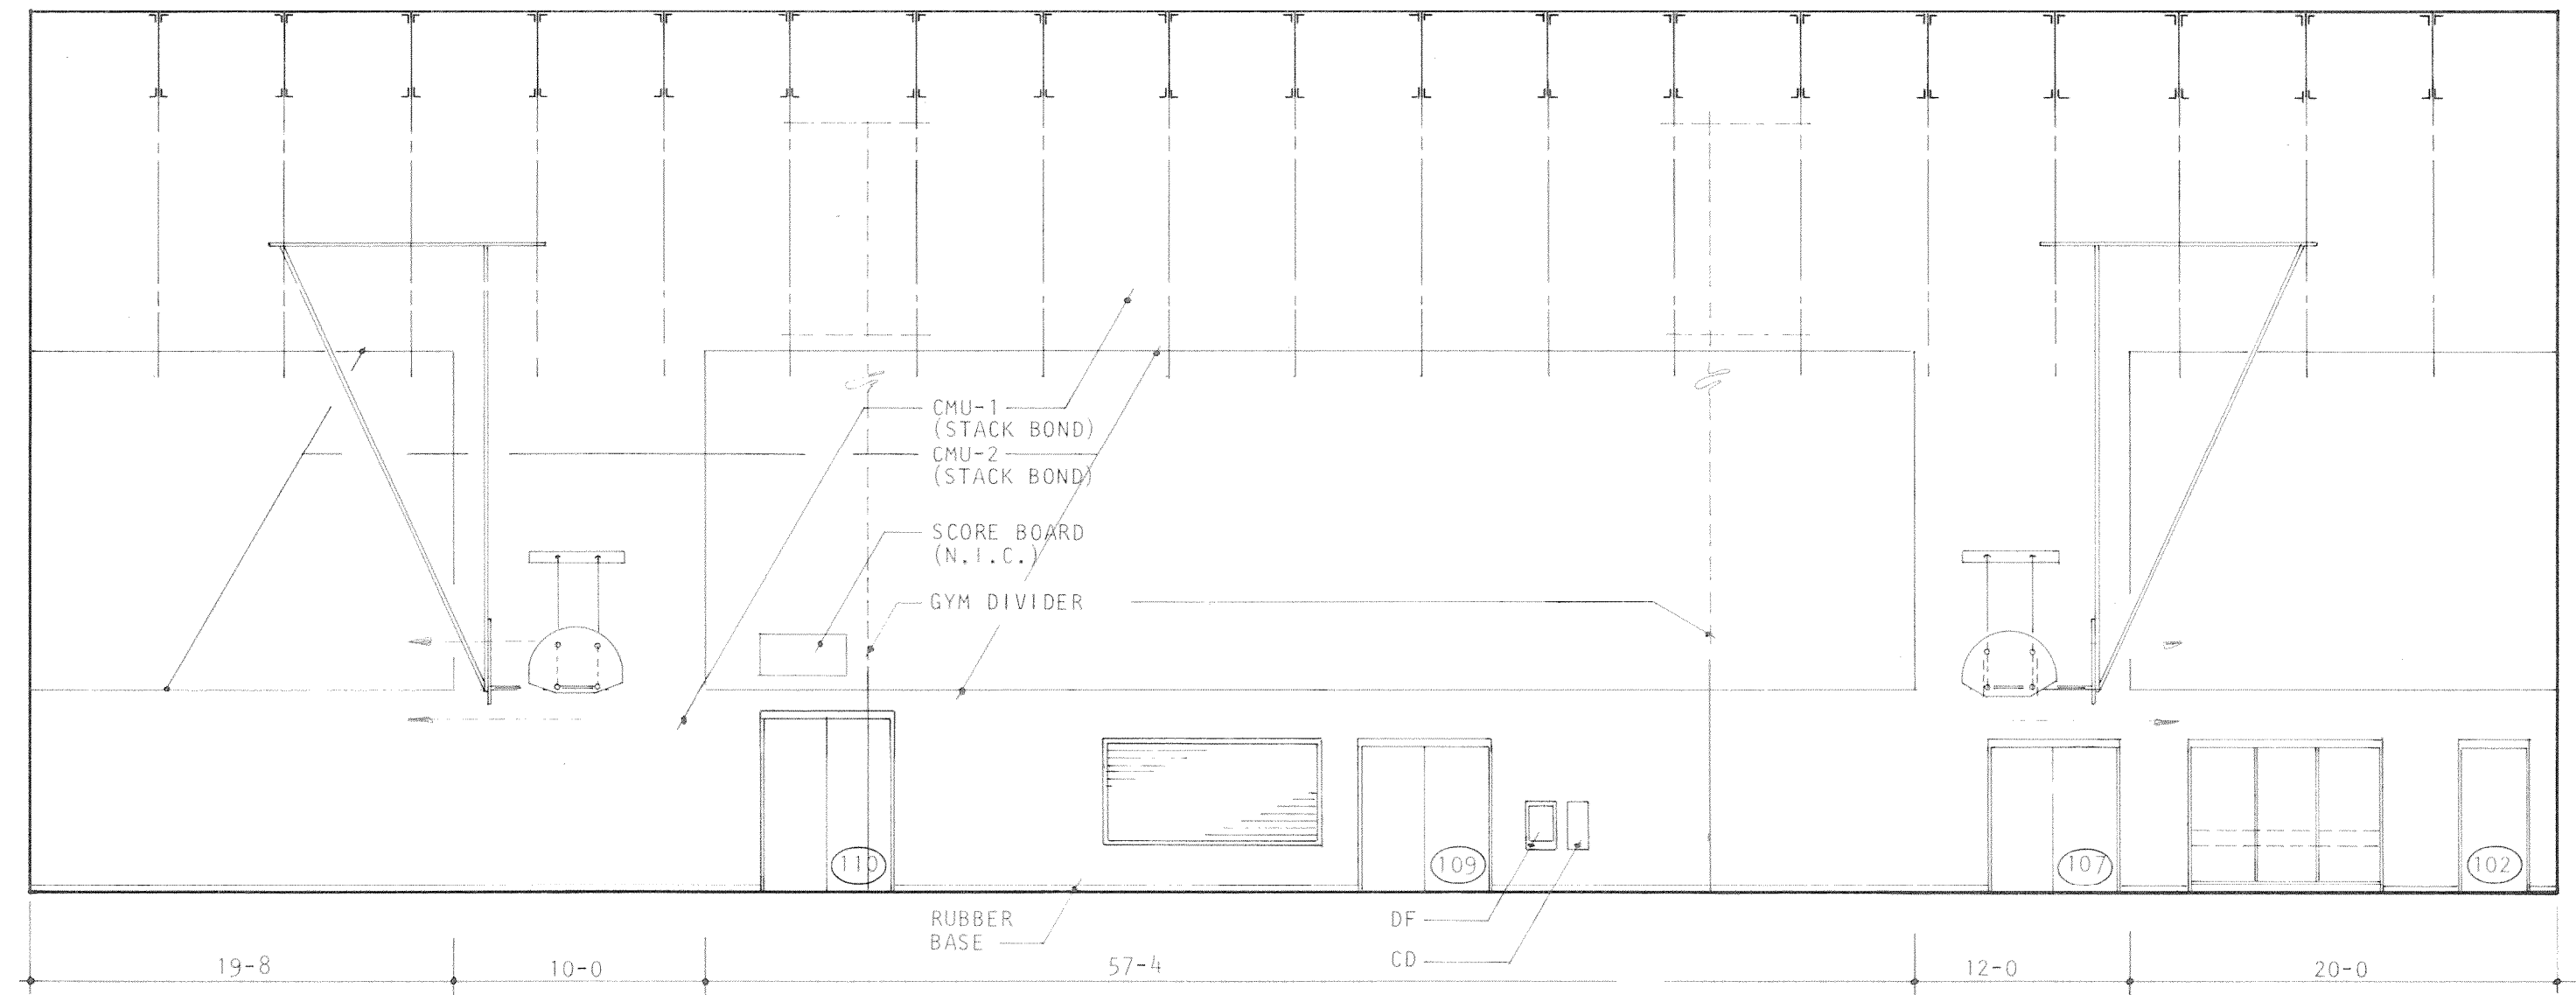 CMU-1
(STACK BOND)
CMU-2
(STACK BOND)
SCORE BOARD
(N.I.C.)
GYM DIVIDER
110
109
107
102
RUBBER
BASE
DF
CD
19-8
10-0
57-4
12-0
20-0